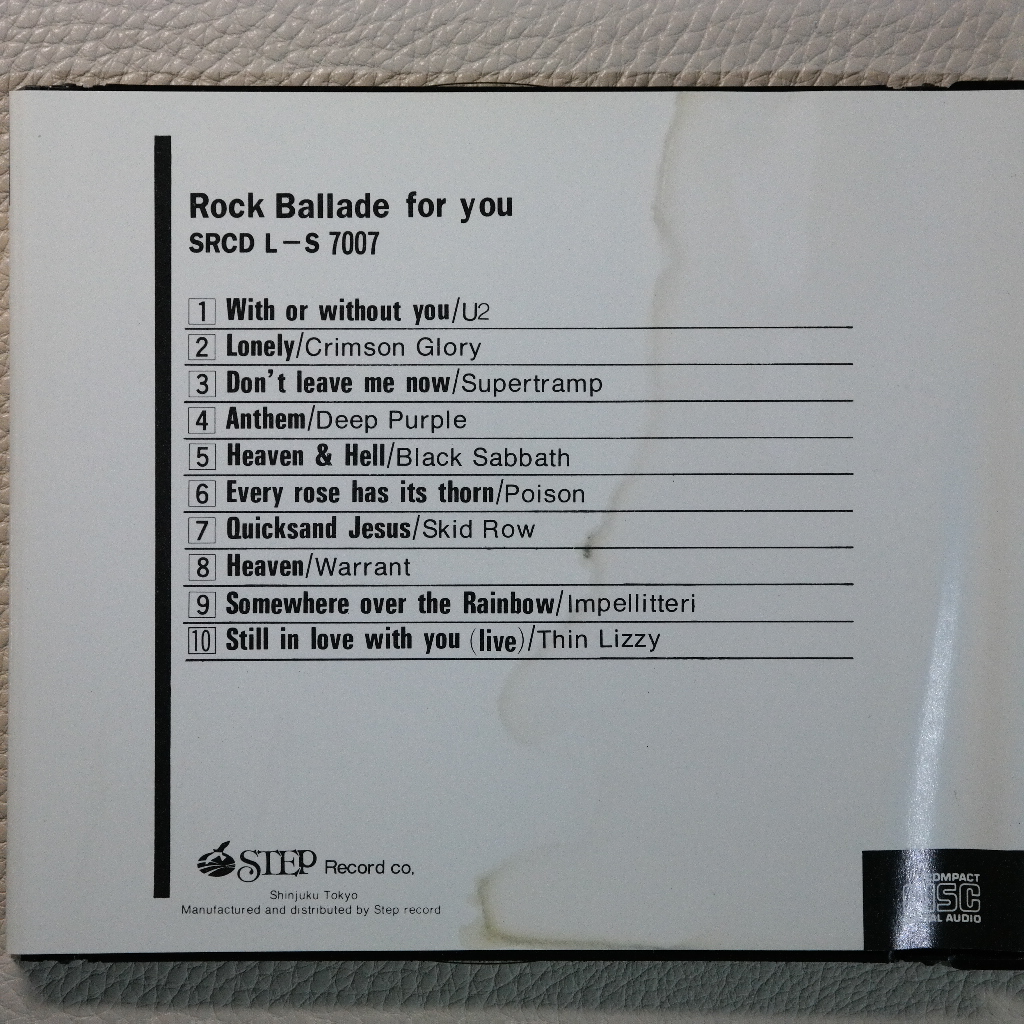 Rock Ballade for you
SRCD L-S 7007
1 With or without you/U2
2 Lonely/Crimson Glory
3 Don't leave me now/Supertramp
4 Anthem/Deep Purple
5 Heaven & Hell/Black Sabbath
6 Every rose has its thorn/Poison
7 Quicksand Jesus/Skid Row
8 Heaven/Warrant
9 Somewhere over the Rainbow/Impellitteri
10 Still in love with you (live)/Thin Lizzy
STEP Record co.
Shinjuku Tokyo
Manufactured and distributed by Step record
AUDIO